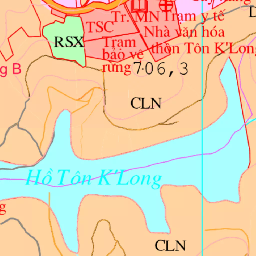 TSC
Tr. MN Trạm y tế
RSX
Trạm
bảo vệ
rừng
Nhà văn hóa
thôn Tôn K'Long
706,3
g B
CLN
Hồ Tôn K'Long
CLN